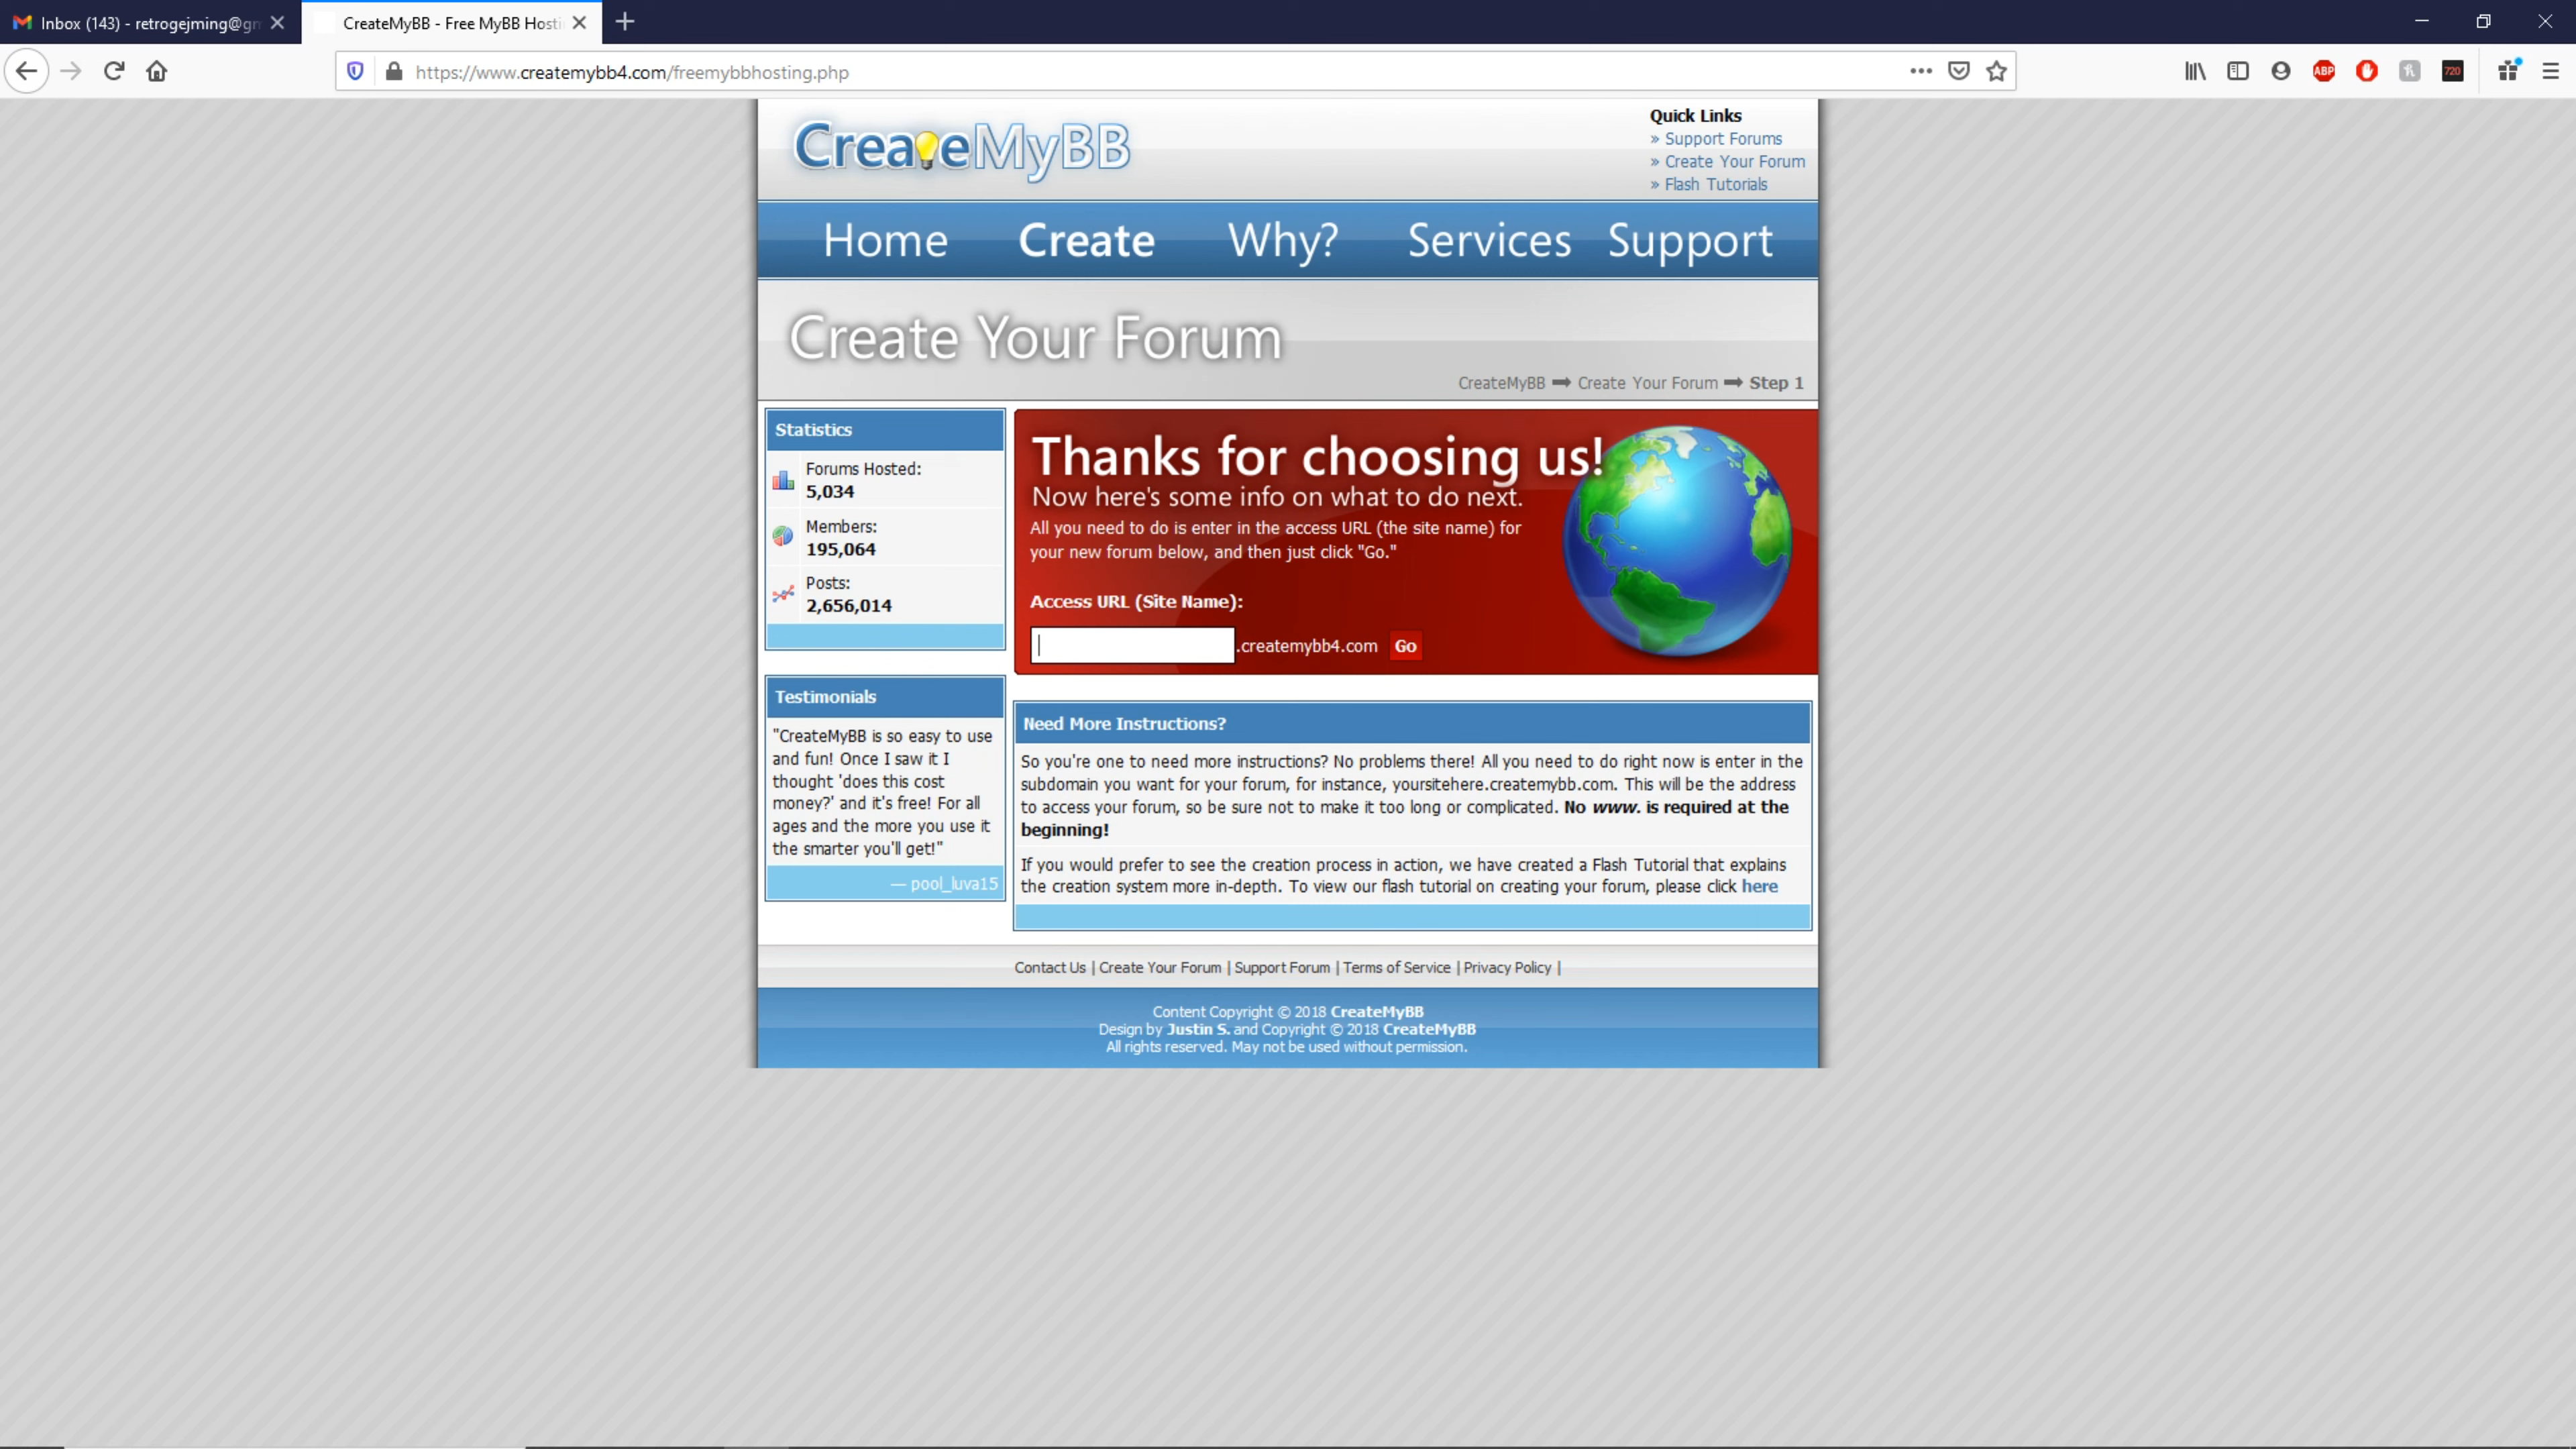 Inbox (143) - retrogejming@gm
CreateMyBB - Free MyBB Hosti
https://www.createmybb4.com/freemybbhosting.php
ABP
720
CreateMyBB
Quick Links
» Support Forums
» Create Your Forum
» Flash Tutorials
Home Create Why? Services Support
Create Your Forum
CreateMyBB ➡ Create Your Forum ➡ Step 1
Statistics
Forums Hosted:
5,034
Members:
195,064
Posts:
2,656,014
Thanks for choosing us!
Now here's some info on what to do next.
All you need to do is enter in the access URL (the site name) for
your new forum below, and then just click "Go."
Access URL (Site Name):
.createmybb4.com Go
Testimonials
"CreateMyBB is so easy to use
and fun! Once I saw it I
thought 'does this cost
money?' and it's free! For all
ages and the more you use it
the smarter you'll get!"
— pool_luva15
Need More Instructions?
So you're one to need more instructions? No problems there! All you need to do right now is enter in the
subdomain you want for your forum, for instance, yoursitehere.createmybb.com. This will be the address
to access your forum, so be sure not to make it too long or complicated. No www. is required at the
beginning!
If you would prefer to see the creation process in action, we have created a Flash Tutorial that explains
the creation system more in-depth. To view our flash tutorial on creating your forum, please click here
Contact Us | Create Your Forum | Support Forum | Terms of Service | Privacy Policy |
Content Copyright © 2018 CreateMyBB
Design by Justin S. and Copyright © 2018 CreateMyBB
All rights reserved. May not be used without permission.